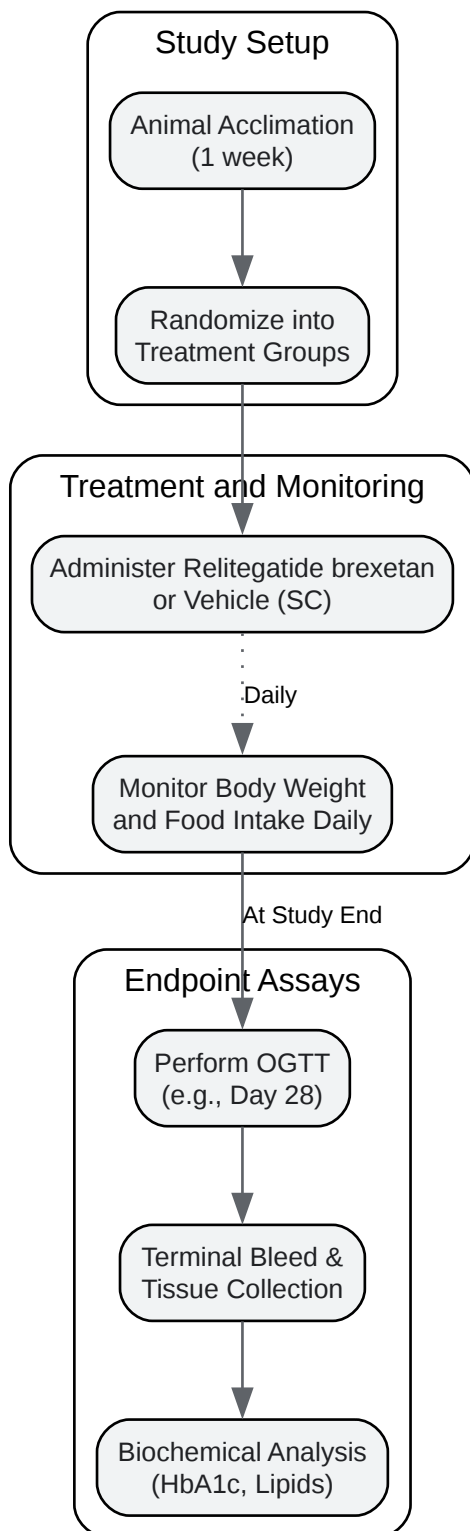 Study Setup
Animal Acclimation
(1 week)
Randomize into
Treatment Groups
Treatment and Monitoring
Administer Relitegatide brexetan
or Vehicle (SC)
Daily
Monitor Body Weight
and Food Intake Daily
At Study End
Endpoint Assays
Perform OGTT
(e.g., Day 28)
Terminal Bleed &
Tissue Collection
Biochemical Analysis
(HbA1c, Lipids)